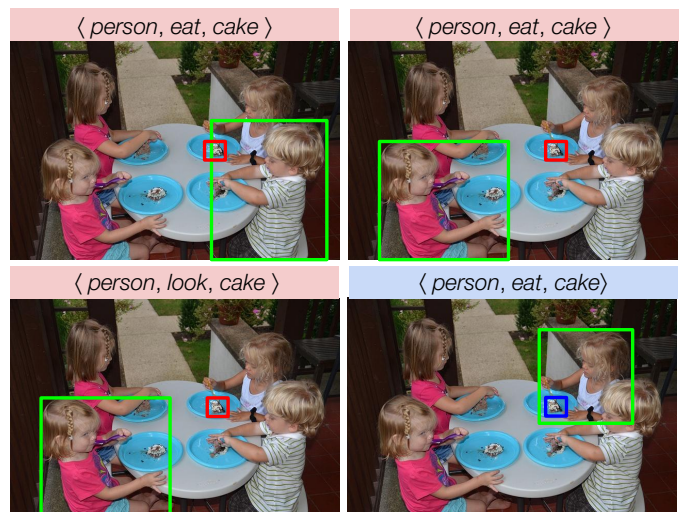 ⟨ person, eat, cake ⟩
⟨ person, eat, cake ⟩
⟨ person, look, cake ⟩
⟨ person, eat, cake⟩